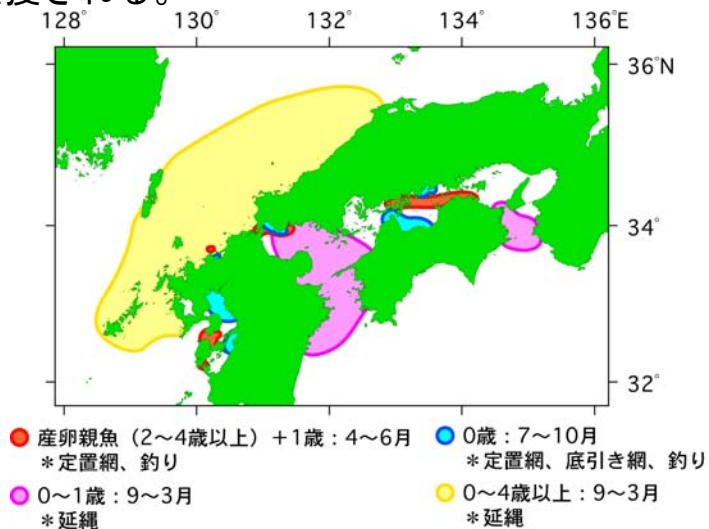 される。
128° 130° 132° 134° 136°E
36°N
34°
32°
産卵親魚（2～4歳以上）＋1歳：4～6月
＊定置網、釣り
0歳：7～10月
＊定置網、底引き網、釣り
0～1歳：9～3月
＊延縄
0～4歳以上：9～3月
＊延縄